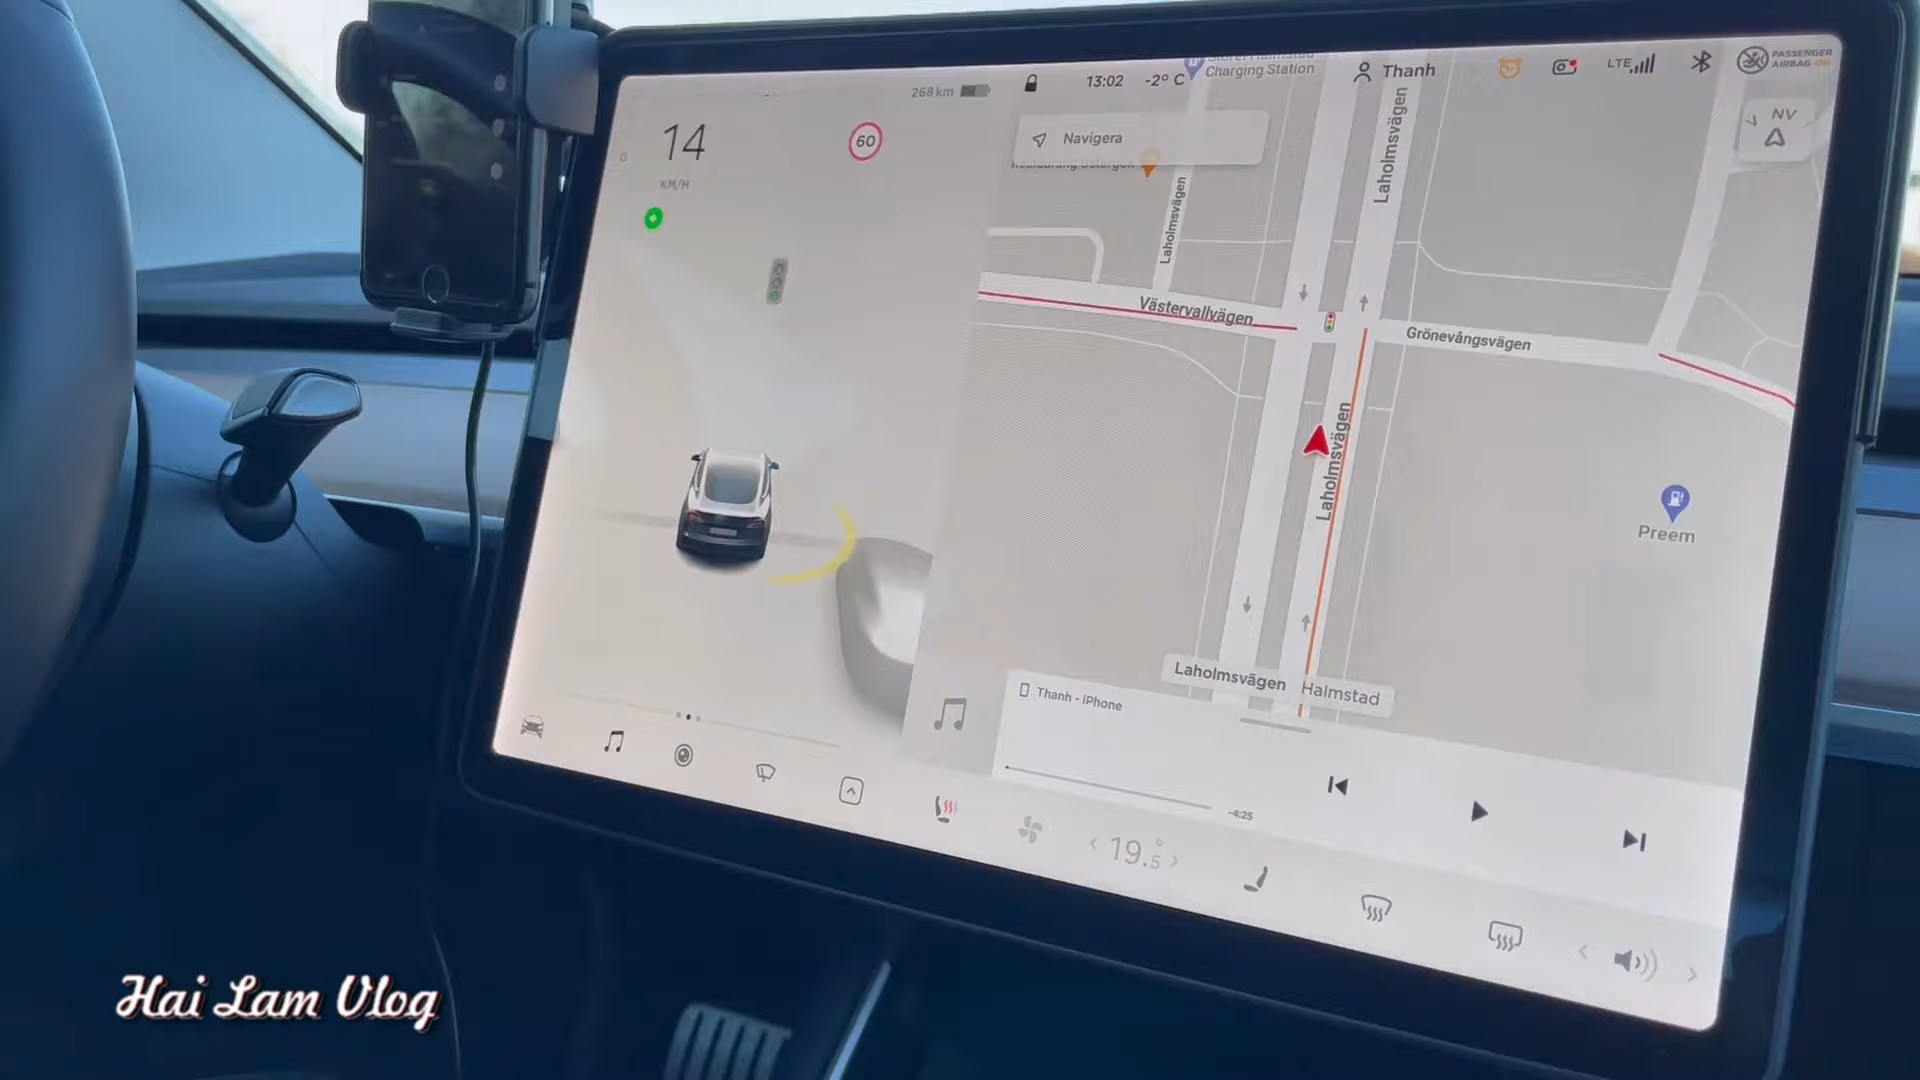 268 km
13:02
-2° C
Charging Station
Thanh
LTE
PASSENGER
AIRBAG
14
KM/H
60
Navigera
NV
Laholmsvägen
Laholmsvägen
Västervallvägen
Grönevångsvägen
Laholmsvägen
Preem
Laholmsvägen
Halmstad
Thanh - iPhone
-4:25
19.5°
Hai Lam Vlog